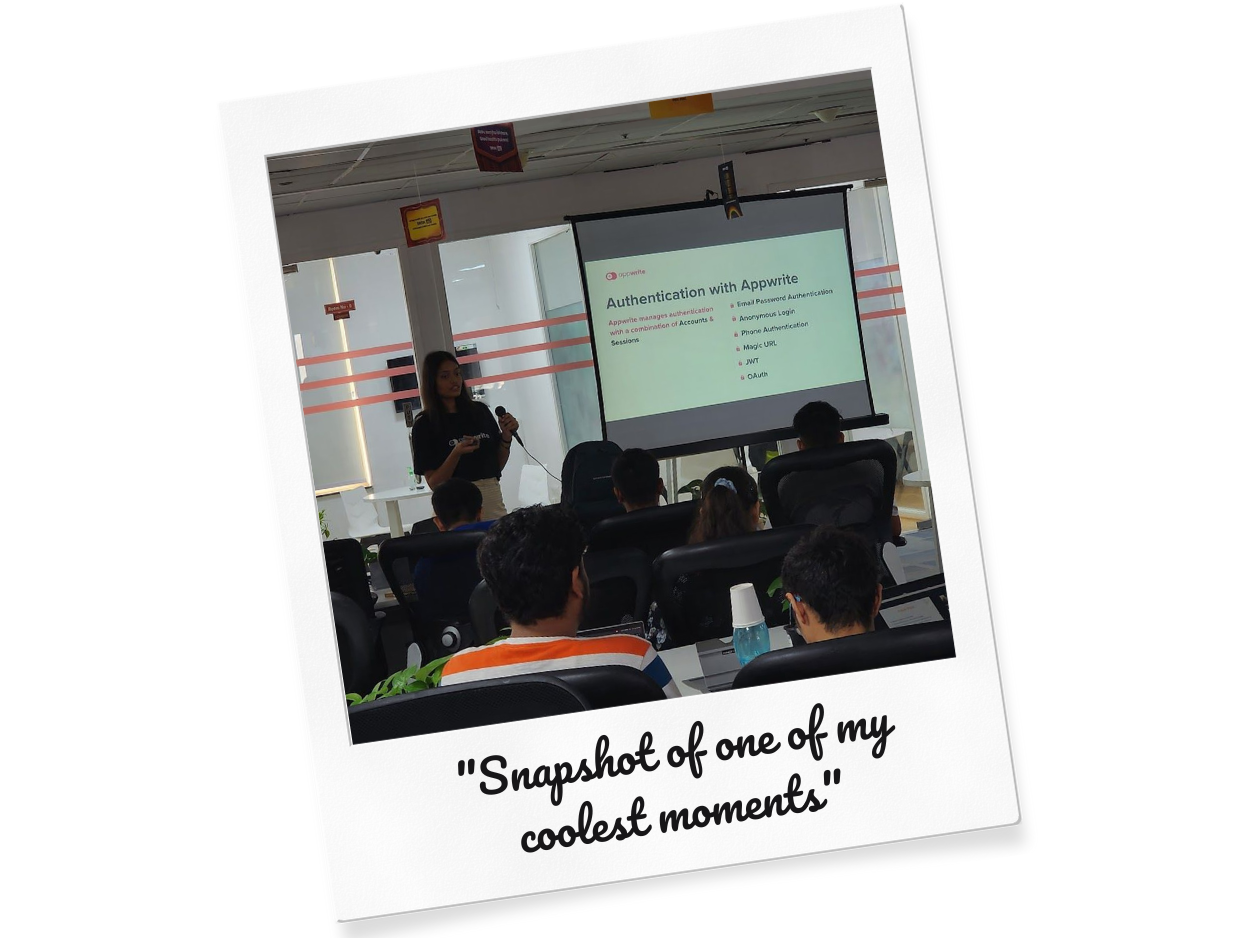 appwrite
Authentication with Appwrite
Appwrite manages authentication
with a combination of Accounts &
Sessions
Email Password Authentication
Anonymous Login
Phone Authentication
Magic URL
JWT
OAuth
"Snapshot of one of my
coolest moments"